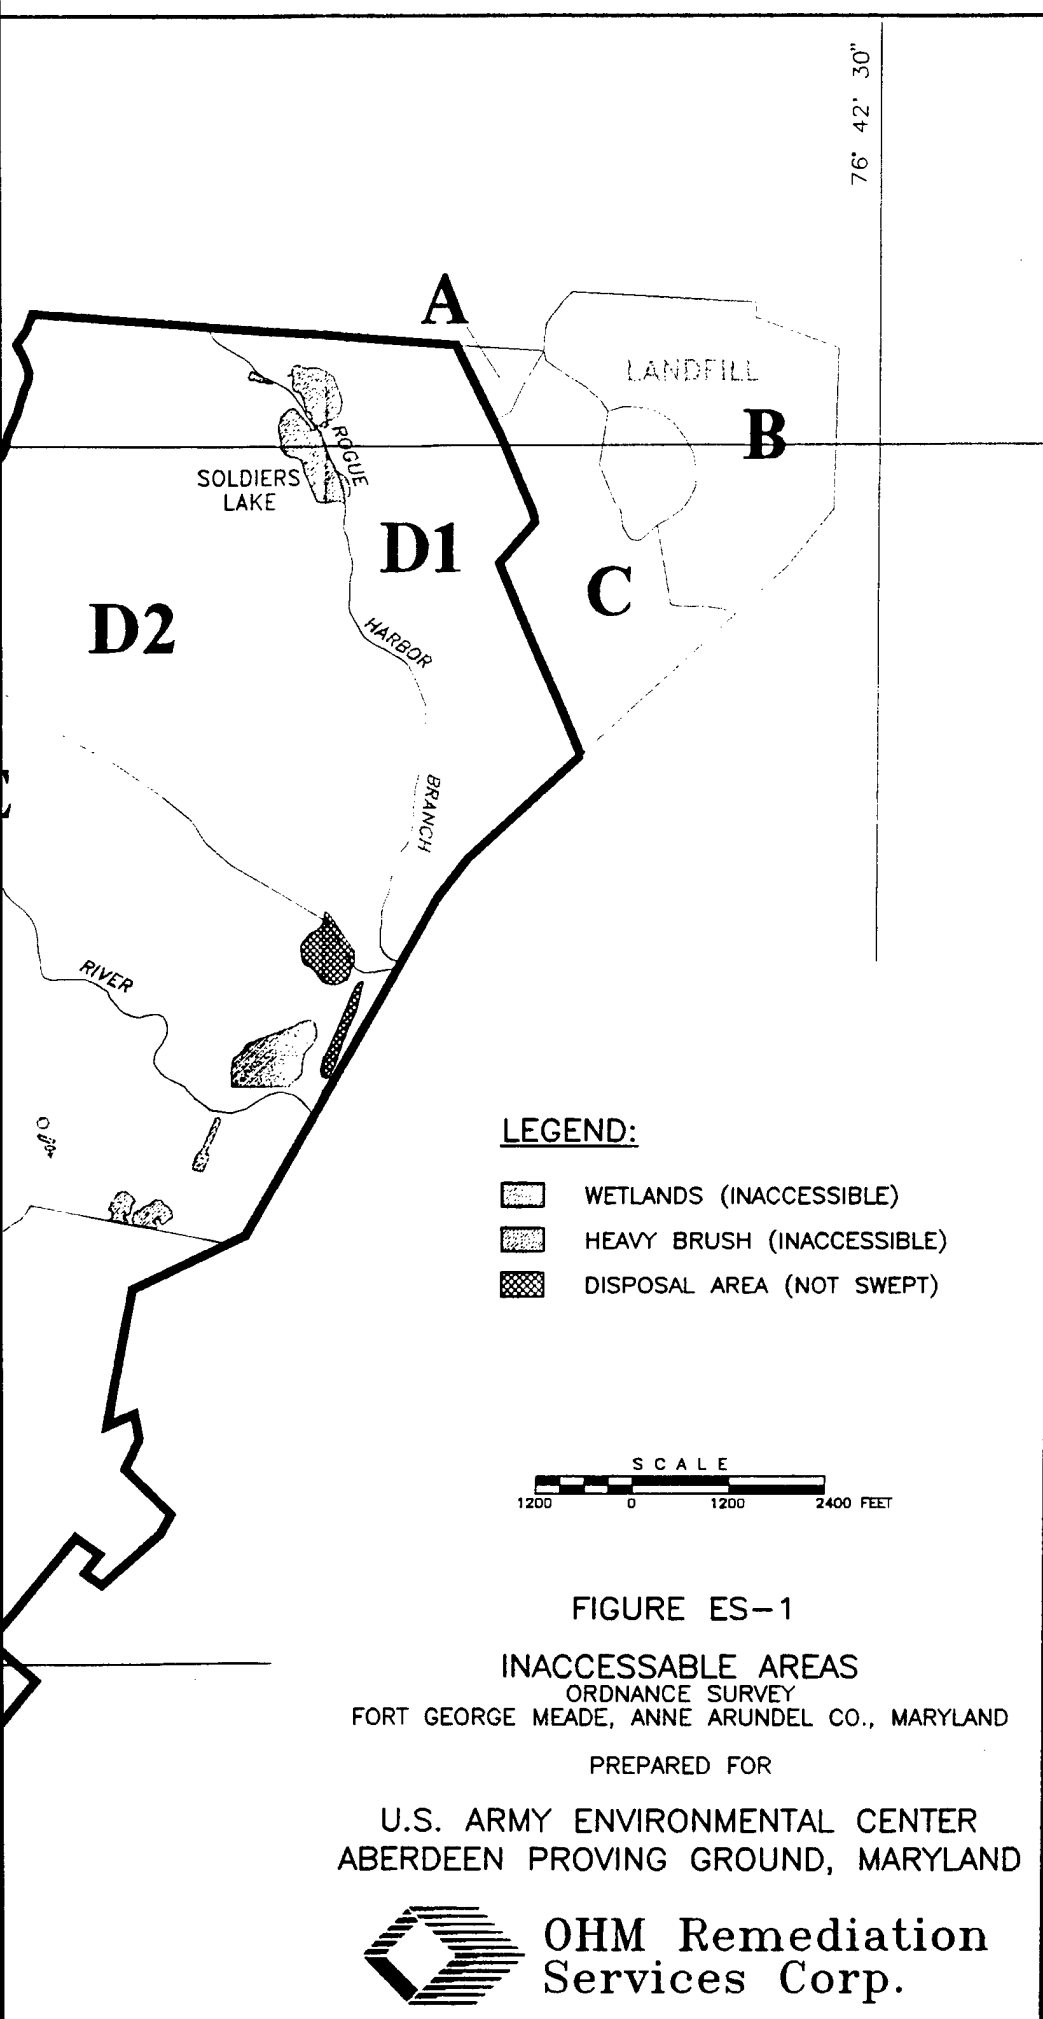 76° 42' 30"
A
LANDFILL
B
ROGUE
SOLDIERS
LAKE
D1
C
D2
HARBOR
BRANCH
RIVER
LEGEND:
WETLANDS (INACCESSIBLE)
HEAVY BRUSH (INACCESSIBLE)
DISPOSAL AREA (NOT SWEPT)
SCALE
1200 0 1200 2400 FEET
FIGURE ES-1
INACCESSABLE AREAS
ORDNANCE SURVEY
FORT GEORGE MEADE, ANNE ARUNDEL CO., MARYLAND
PREPARED FOR
U.S. ARMY ENVIRONMENTAL CENTER
ABERDEEN PROVING GROUND, MARYLAND
OHM Remediation
Services Corp.